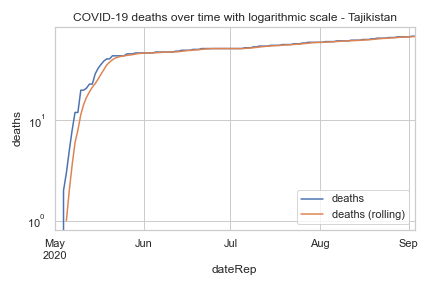 COVID-19 deaths over time with logarithmic scale - Tajikistan
deaths
10¹
10⁰
deaths
deaths (rolling)
May Jun Jul Aug Sep
2020
dateRep